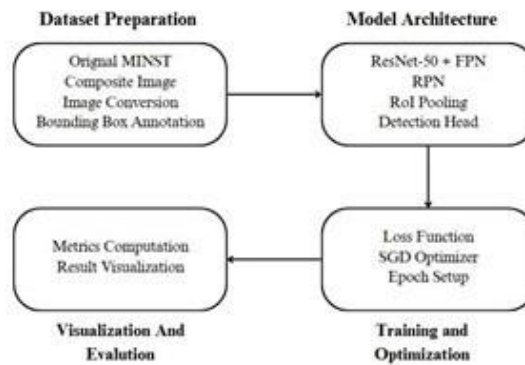 Dataset Preparation
Orignal MINST
Composite Image
Image Conversion
Bounding Box Annotation
Model Architecture
ResNet-50 + FPN
RPN
RoI Pooling
Detection Head
Loss Function
SGD Optimizer
Epoch Setup
Training and
Optimization
Metrics Computation
Result Visualization
Visualization And
Evalution